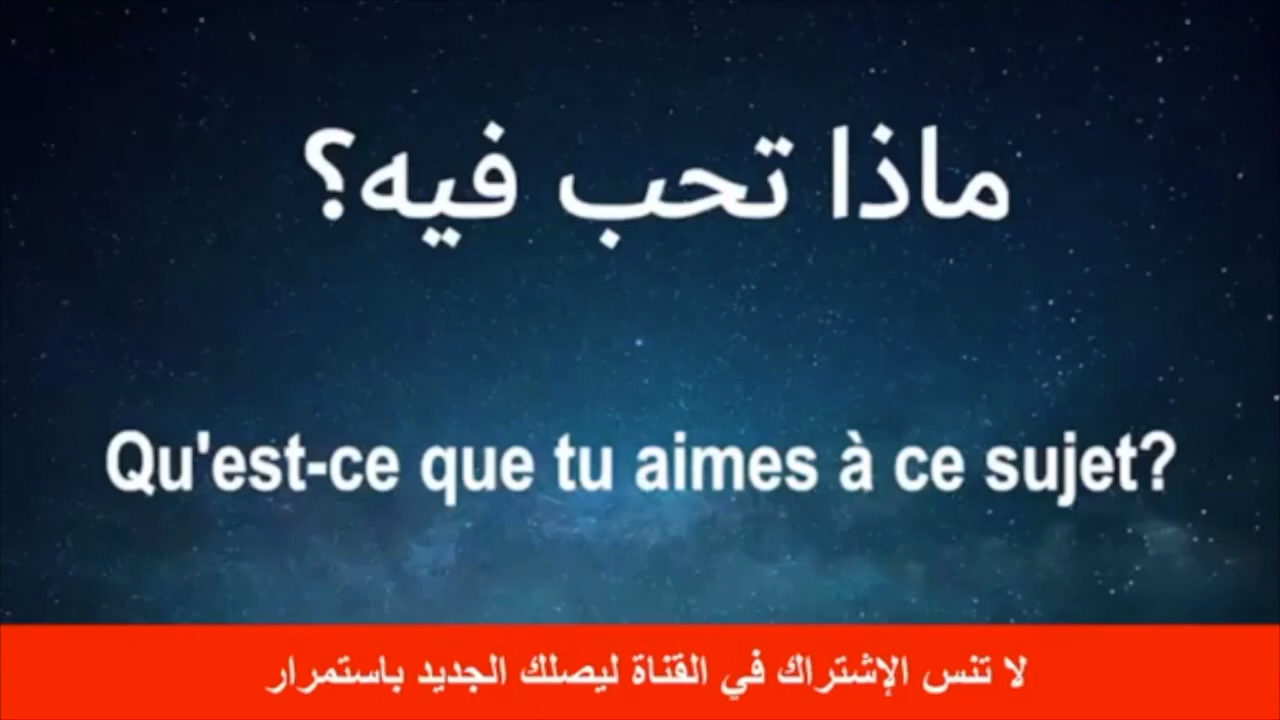 ماذا تحب فيه؟
Qu'est-ce que tu aimes à ce sujet?
لا تنس الإشتراك في القناة ليصلك الجديد باستمرار